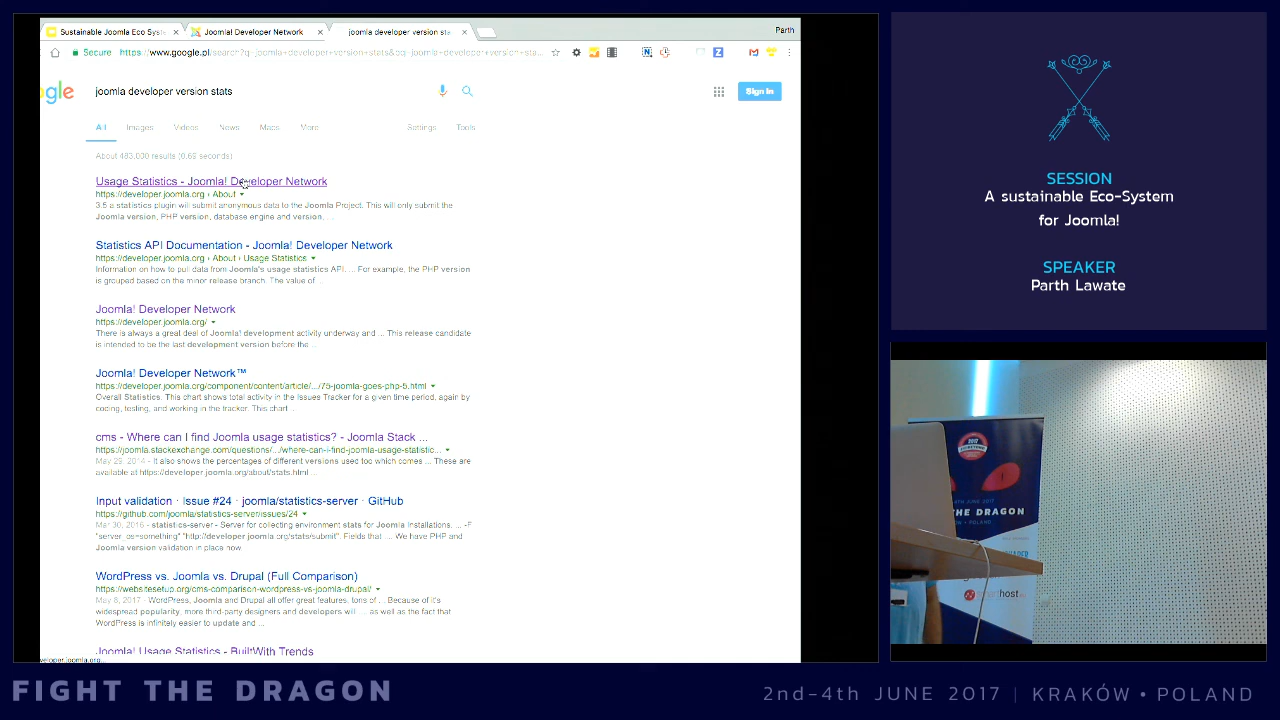 Sustainable Joomla Eco Syst
Joomla! Developer Network
joomla developer version sta
Parth
Secure
https://www.google.pl/search?q=joomla+developer+version+stats&oq=joomla+developer+version+sta...
gle
joomla developer version stats
Sign in
All
Images
Videos
News
Maps
More
Settings
Tools
About 483,000 results (0.69 seconds)
Usage Statistics - Joomla! Developer Network
https://developer.joomla.org › About
3.5 a statistics plugin will submit anonymous data to the Joomla Project. This will only submit the
Joomla version, PHP version, database engine and version, ...
Statistics API Documentation - Joomla! Developer Network
https://developer.joomla.org › About › Usage Statistics
Information on how to pull data from Joomla's usage statistics API. ... For example, the PHP version
is grouped based on the minor release branch. The value of ...
Joomla! Developer Network
https://developer.joomla.org/
There is always a great deal of Joomla! development activity underway and ... This release candidate
is intended to be the last development version before the ...
Joomla! Developer Network™
https://developer.joomla.org/component/content/article/.../75-joomla-goes-php-5.html
Overall Statistics. This chart shows total activity in the Issues Tracker for a given time period, again by
coding, testing, and working in the tracker. This chart ...
cms - Where can I find Joomla usage statistics? - Joomla Stack ...
https://joomla.stackexchange.com/questions/.../where-can-i-find-joomla-usage-statistic...
May 29, 2014 - It also shows the percentages of different versions used too which comes ... These are
available at https://developer.joomla.org/about/stats.html ...
Input validation · Issue #24 · joomla/statistics-server · GitHub
https://github.com/joomla/statistics-server/issues/24
Mar 30, 2016 - statistics-server - Server for collecting environment stats for Joomla Installations. ... -F
"server_os=something" "http://developer.joomla.org/stats/submit". Fields that ... We have PHP and
Joomla version validation in place now.
WordPress vs. Joomla vs. Drupal (Full Comparison)
https://websitesetup.org/cms-comparison-wordpress-vs-joomla-drupal/
May 8, 2017 - WordPress, Joomla and Drupal all offer great features, tons of ... Because of it's
widespread popularity, more third-party designers and developers will ... as well as the fact that
WordPress is infinitely easier to update and ...
Joomla! Usage Statistics - BuiltWith Trends
veloper.joomla.org...
SESSION
A sustainable Eco-System
for Joomla!
SPEAKER
Parth Lawate
2017
4TH JUNE 2017
THE DRAGON
POLAND
host
FIGHT THE DRAGON
2nd-4th JUNE 2017 | KRAKÓW • POLAND